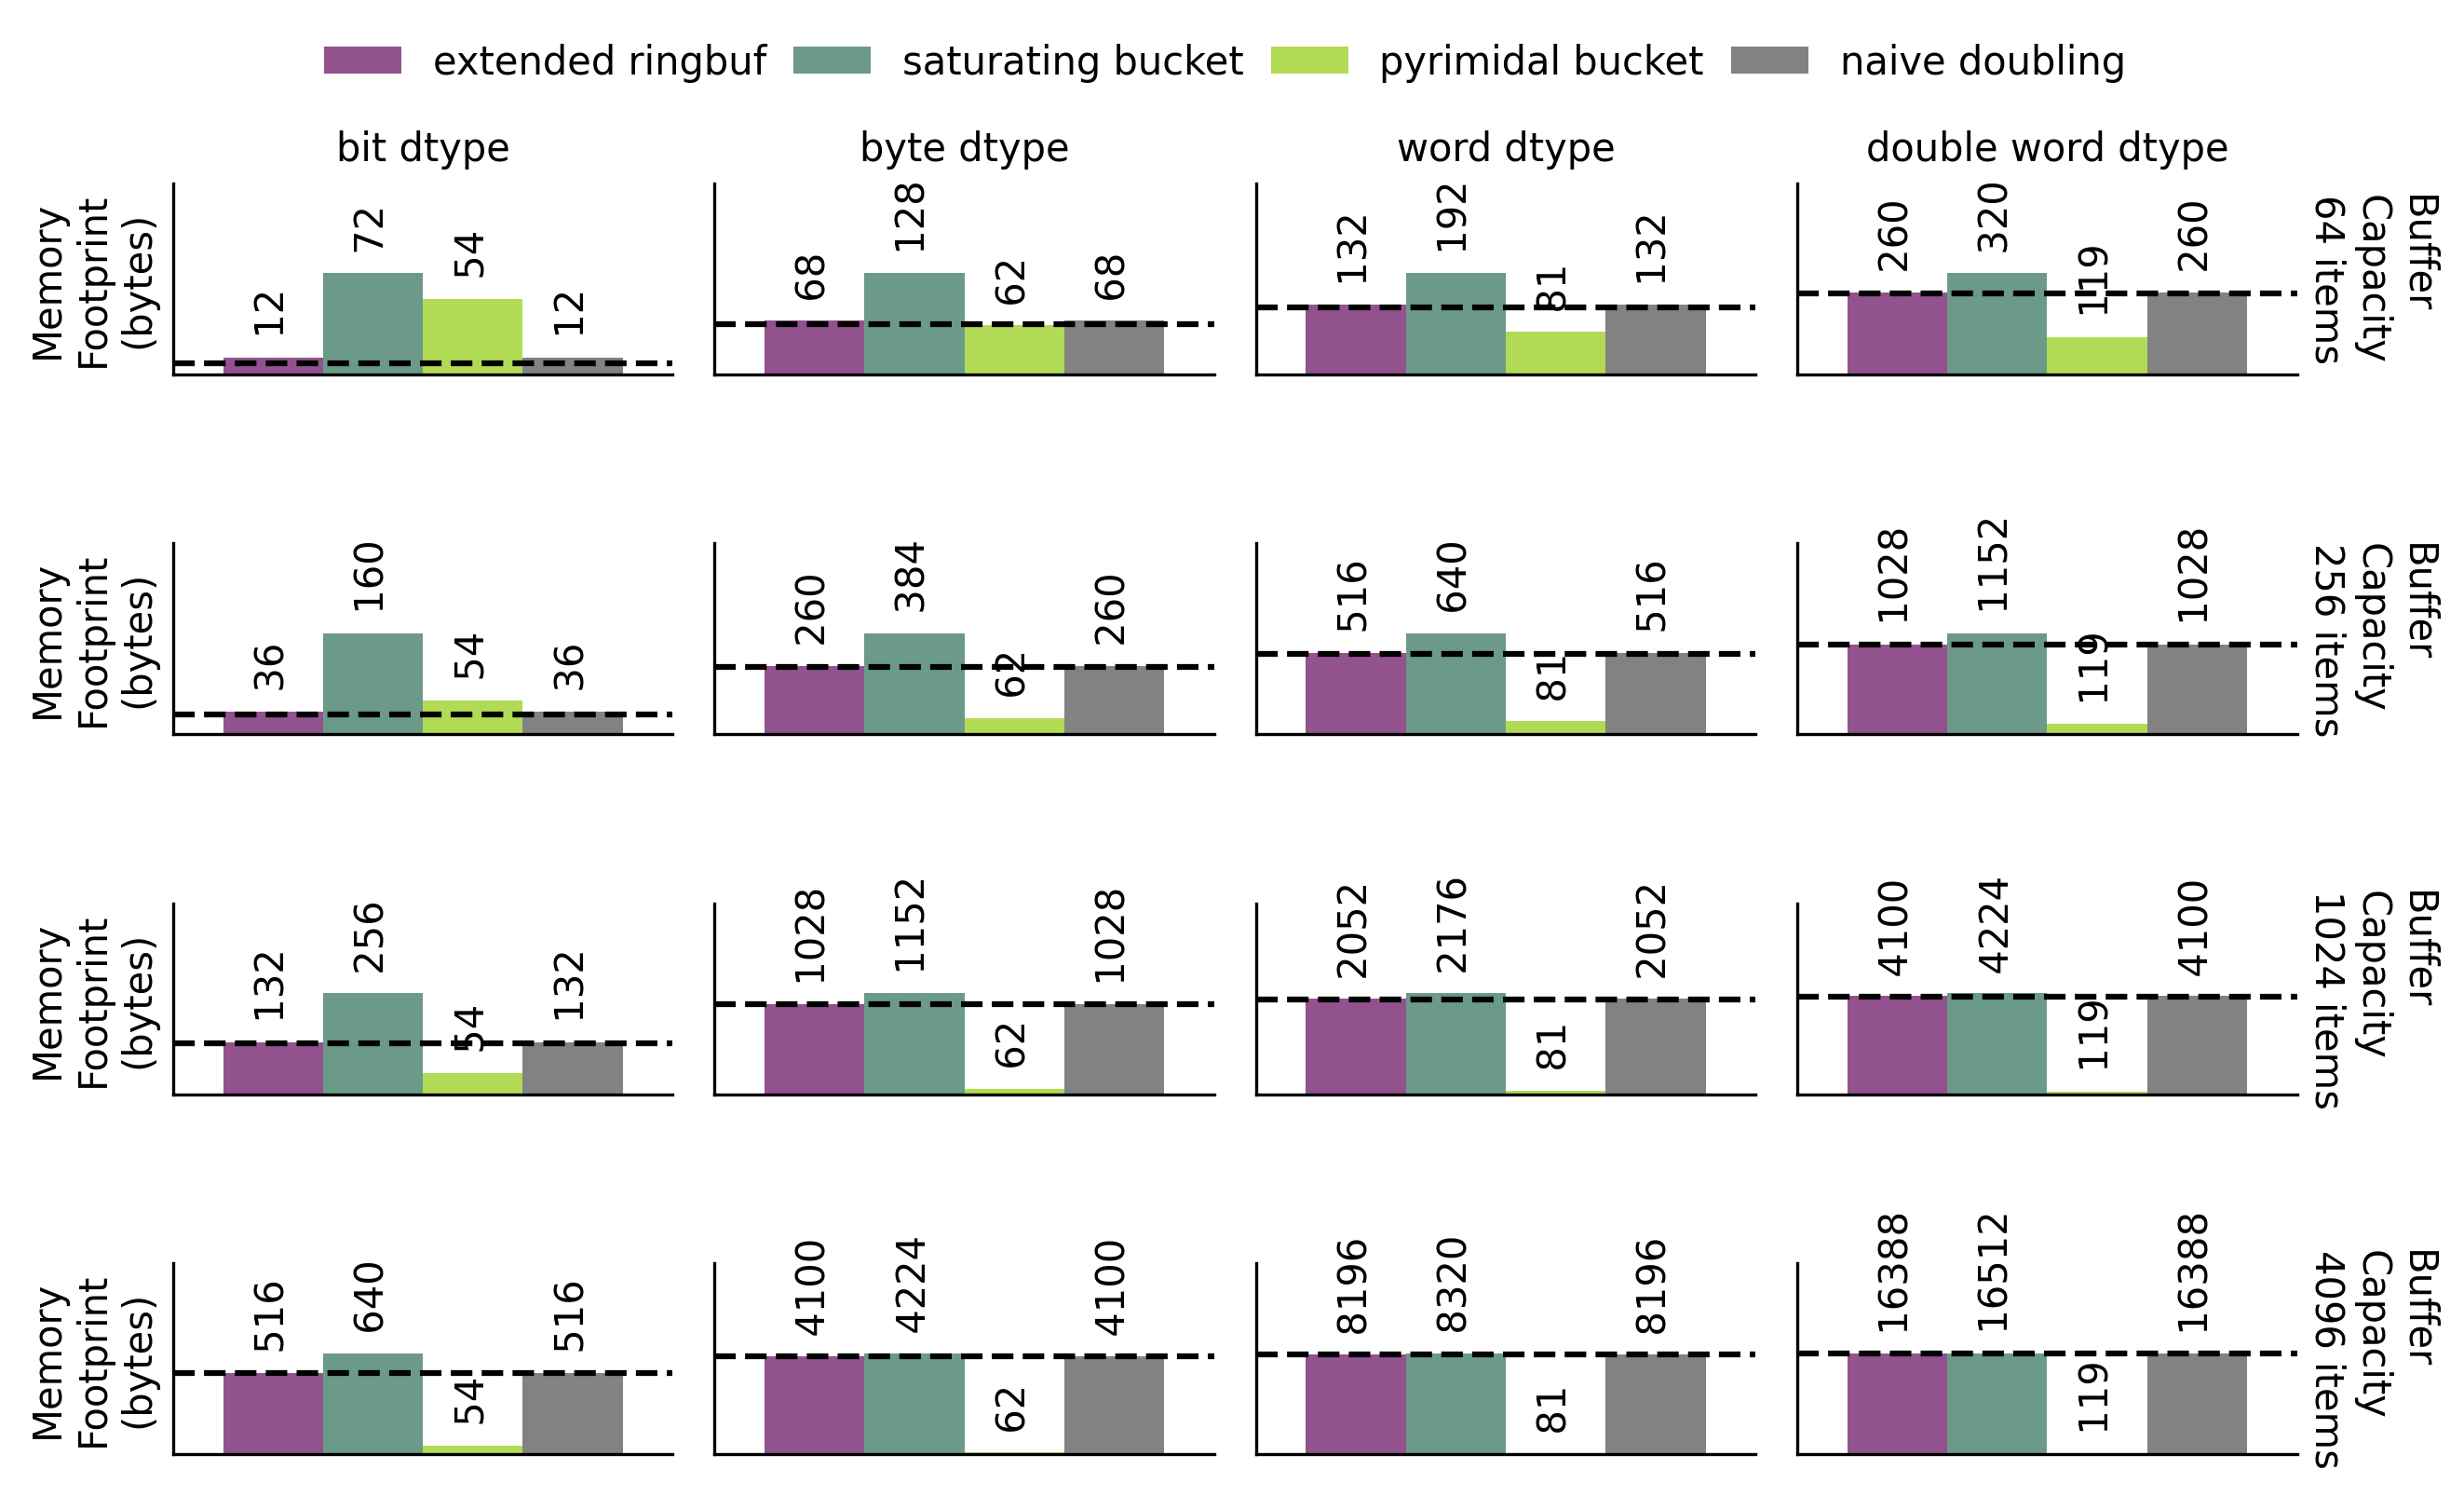 extended ringbuf saturating bucket pyrimidal bucket naive doubling
bit dtype byte dtype word dtype double word dtype
Memory
Footprint
(bytes)
12 72 54 12
68 128 62 68
132 192 81 132
260 320 119 260
Buffer
Capacity
64 items
Memory
Footprint
(bytes)
36 160 54 36
260 384 62 260
516 640 81 516
1028 1152 119 1028
Buffer
Capacity
256 items
Memory
Footprint
(bytes)
132 256 54 132
1028 1152 62 1028
2052 2176 81 2052
4100 4224 119 4100
Buffer
Capacity
1024 items
Memory
Footprint
(bytes)
516 640 54 516
4100 4224 62 4100
8196 8320 81 8196
16388 16512 119 16388
Buffer
Capacity
4096 items